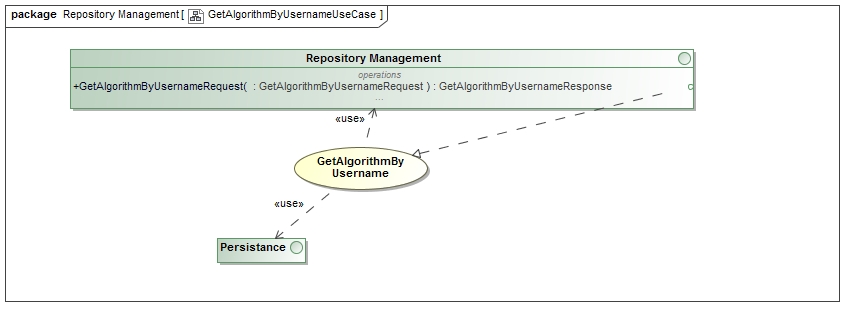 package Repository Management [ GetAlgorithmByUsernameUseCase ]
Repository Management
operations
+GetAlgorithmByUsernameRequest( : GetAlgorithmByUsernameRequest ) : GetAlgorithmByUsernameResponse
...
«use»
GetAlgorithmBy
Username
«use»
Persistance